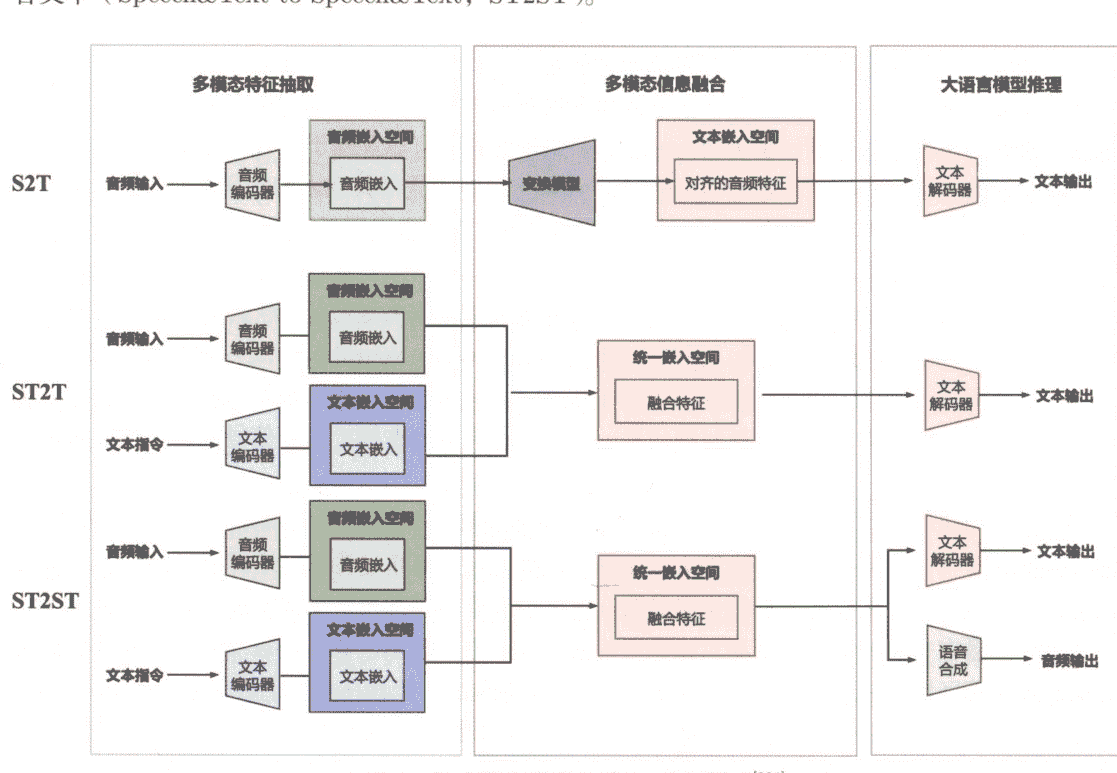 多模态特征抽取
多模态信息融合
大语言模型推理
S2T
音频输入
音频
编码器
音频嵌入空间
音频嵌入
变换模型
文本嵌入空间
对齐的音频特征
文本
解码器
文本输出
ST2T
音频输入
音频
编码器
音频嵌入空间
音频嵌入
文本指令
文本
编码器
文本嵌入空间
文本嵌入
统一嵌入空间
融合特征
文本
解码器
文本输出
ST2ST
音频输入
音频
编码器
音频嵌入空间
音频嵌入
文本指令
文本
编码器
文本嵌入空间
文本嵌入
统一嵌入空间
融合特征
文本
解码器
文本输出
语音
合成
音频输出